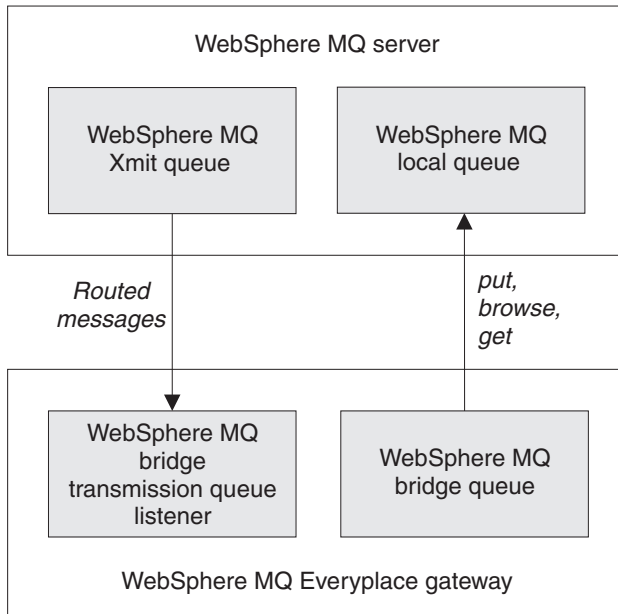 WebSphere MQ server
WebSphere MQ
Xmit queue
WebSphere MQ
local queue
Routed
messages
put,
browse,
get
WebSphere MQ
bridge
transmission queue
listener
WebSphere MQ
bridge queue
WebSphere MQ Everyplace gateway